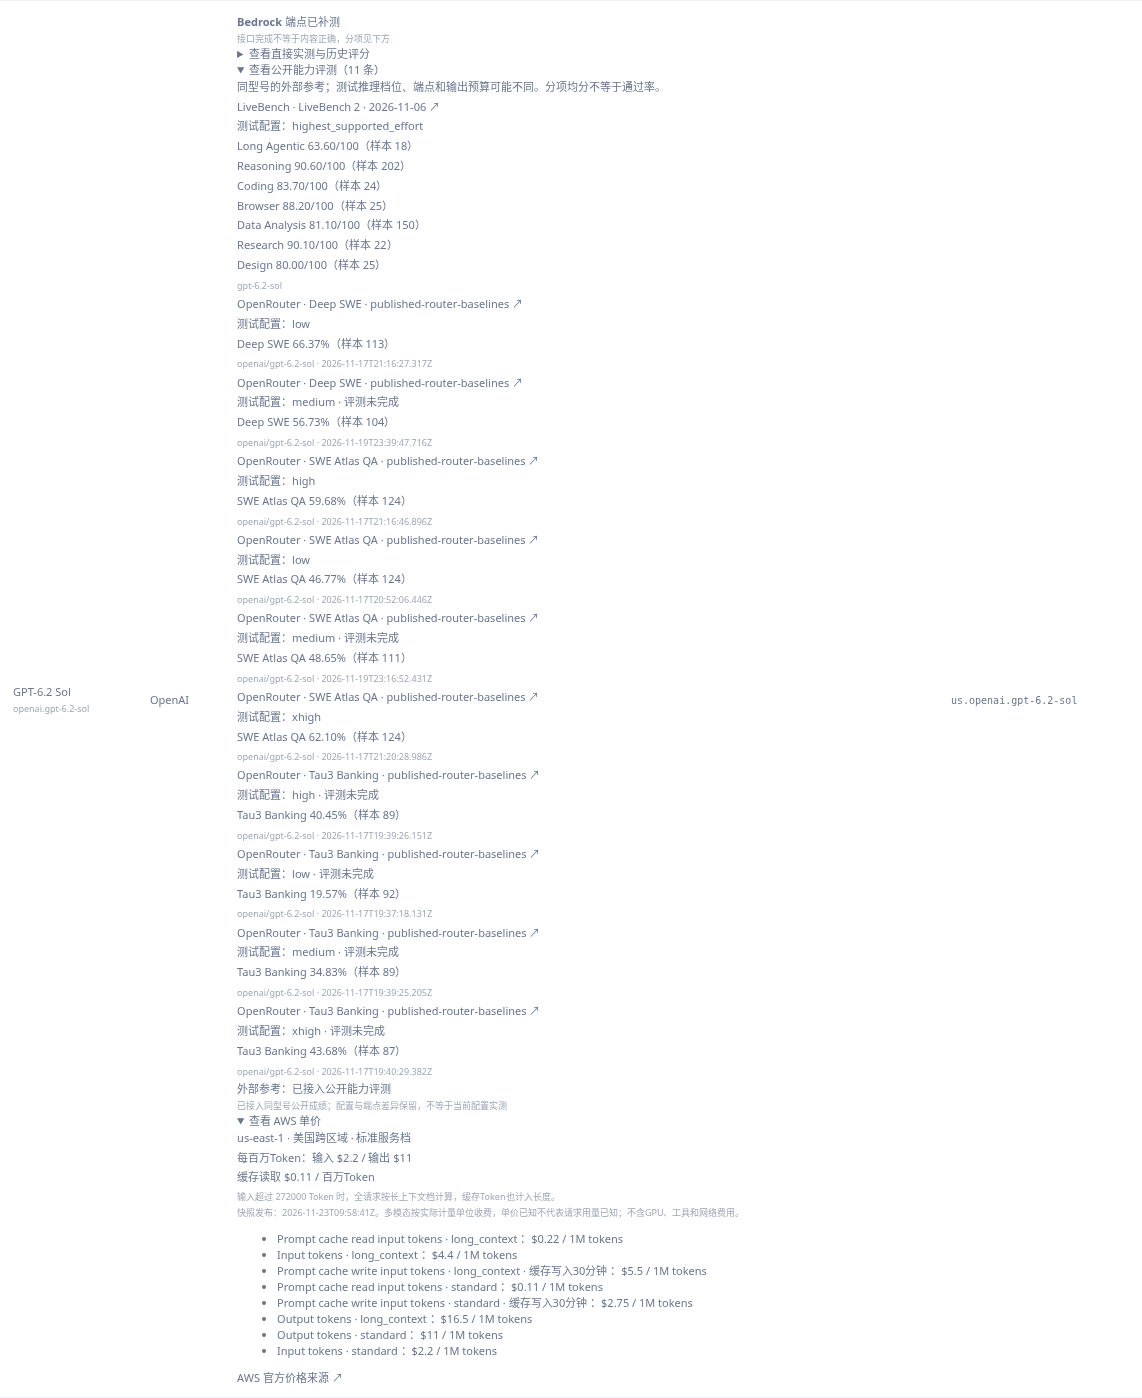 Bedrock 端点已补测
接口完成不等于内容正确，分项见下方
▶ 查看直接实测与历史评分
▼ 查看公开能力评测（11 条）
同型号的外部参考；测试推理档位、端点和输出预算可能不同。分项均分不等于通过率。
LiveBench · LiveBench 2 · 2026-11-06 ↗
测试配置：highest_supported_effort
Long Agentic 63.60/100（样本 18）
Reasoning 90.60/100（样本 202）
Coding 83.70/100（样本 24）
Browser 88.20/100（样本 25）
Data Analysis 81.10/100（样本 150）
Research 90.10/100（样本 22）
Design 80.00/100（样本 25）
gpt-6.2-sol
OpenRouter · Deep SWE · published-router-baselines ↗
测试配置：low
Deep SWE 66.37%（样本 113）
openai/gpt-6.2-sol · 2026-11-17T21:16:27.317Z
OpenRouter · Deep SWE · published-router-baselines ↗
测试配置：medium · 评测未完成
Deep SWE 56.73%（样本 104）
openai/gpt-6.2-sol · 2026-11-19T23:39:47.716Z
OpenRouter · SWE Atlas QA · published-router-baselines ↗
测试配置：high
SWE Atlas QA 59.68%（样本 124）
openai/gpt-6.2-sol · 2026-11-17T21:16:46.896Z
OpenRouter · SWE Atlas QA · published-router-baselines ↗
测试配置：low
SWE Atlas QA 46.77%（样本 124）
openai/gpt-6.2-sol · 2026-11-17T20:52:06.446Z
OpenRouter · SWE Atlas QA · published-router-baselines ↗
测试配置：medium · 评测未完成
SWE Atlas QA 48.65%（样本 111）
openai/gpt-6.2-sol · 2026-11-19T23:16:52.431Z
OpenRouter · SWE Atlas QA · published-router-baselines ↗
测试配置：xhigh
SWE Atlas QA 62.10%（样本 124）
openai/gpt-6.2-sol · 2026-11-17T21:20:28.986Z
GPT-6.2 Sol
openai.gpt-6.2-sol
OpenAI
us.openai.gpt-6.2-sol
OpenRouter · Tau3 Banking · published-router-baselines ↗
测试配置：high · 评测未完成
Tau3 Banking 40.45%（样本 89）
openai/gpt-6.2-sol · 2026-11-17T19:39:26.151Z
OpenRouter · Tau3 Banking · published-router-baselines ↗
测试配置：low · 评测未完成
Tau3 Banking 19.57%（样本 92）
openai/gpt-6.2-sol · 2026-11-17T19:37:18.131Z
OpenRouter · Tau3 Banking · published-router-baselines ↗
测试配置：medium · 评测未完成
Tau3 Banking 34.83%（样本 89）
openai/gpt-6.2-sol · 2026-11-17T19:39:25.205Z
OpenRouter · Tau3 Banking · published-router-baselines ↗
测试配置：xhigh · 评测未完成
Tau3 Banking 43.68%（样本 87）
openai/gpt-6.2-sol · 2026-11-17T19:40:29.382Z
外部参考：已接入公开能力评测
已接入同型号公开成绩；配置与端点差异保留，不等于当前配置实测
▼ 查看 AWS 单价
us-east-1 · 美国跨区域 · 标准服务档
每百万Token：输入 $2.2 / 输出 $11
缓存读取 $0.11 / 百万Token
输入超过 272000 Token 时，全请求按长上下文档计算，缓存Token也计入长度。
快照发布：2026-11-23T09:58:41Z。多模态按实际计量单位收费，单价已知不代表请求用量已知；不含GPU、工具和网络费用。
• Prompt cache read input tokens · long_context： $0.22 / 1M tokens
• Input tokens · long_context： $4.4 / 1M tokens
• Prompt cache write input tokens · long_context · 缓存写入30分钟： $5.5 / 1M tokens
• Prompt cache read input tokens · standard： $0.11 / 1M tokens
• Prompt cache write input tokens · standard · 缓存写入30分钟： $2.75 / 1M tokens
• Output tokens · long_context： $16.5 / 1M tokens
• Output tokens · standard： $11 / 1M tokens
• Input tokens · standard： $2.2 / 1M tokens
AWS 官方价格来源 ↗